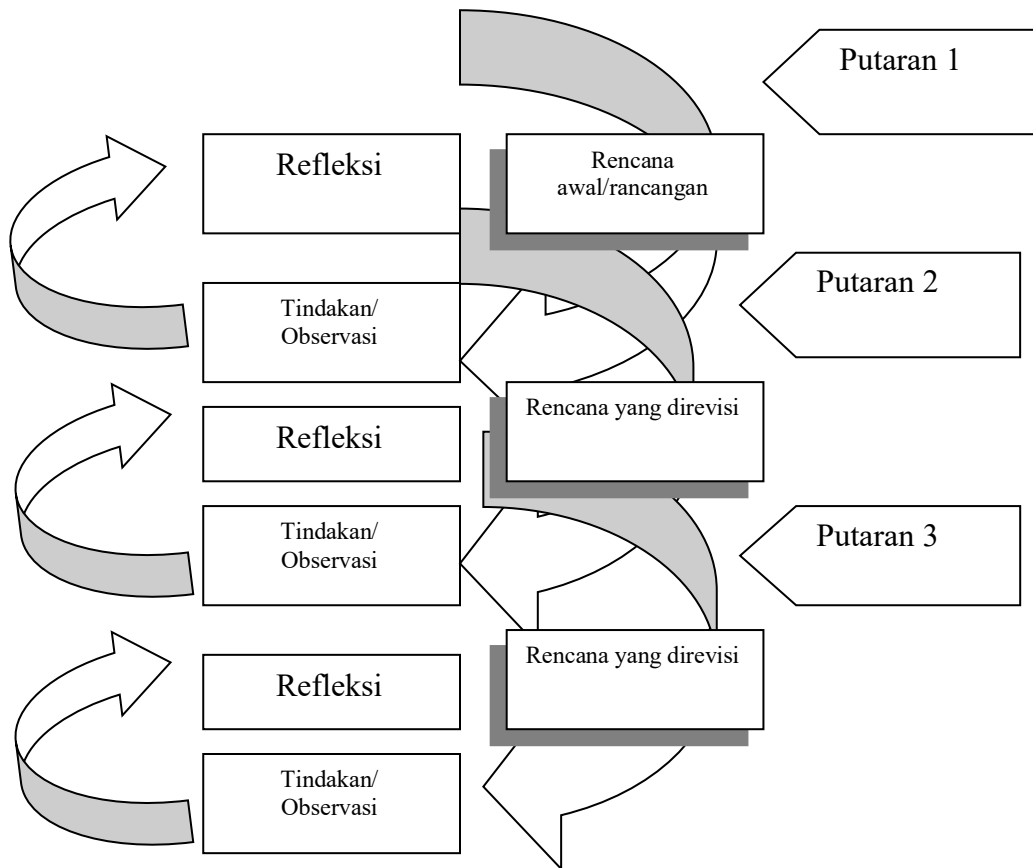 Putaran 1
Refleksi
Rencana
awal/rancangan
Putaran 2
Tindakan/
Observasi
Rencana yang direvisi
Refleksi
Putaran 3
Tindakan/
Observasi
Rencana yang direvisi
Refleksi
Tindakan/
Observasi